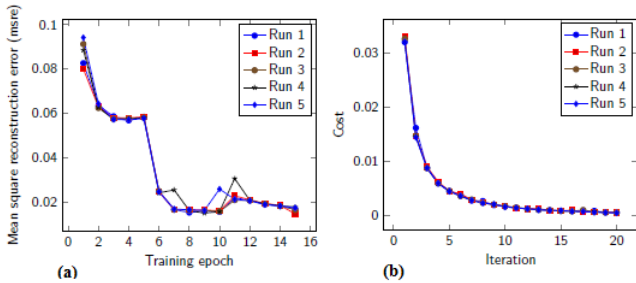 Mean square reconstruction error (msre)
0.1
0.08
0.06
0.04
0.02
0 2 4 6 8 10 12 14 16
Training epoch
(a)
Run 1
Run 2
Run 3
Run 4
Run 5
Cost
0.03
0.02
0.01
0
0 5 10 15 20
Iteration
(b)
Run 1
Run 2
Run 3
Run 4
Run 5